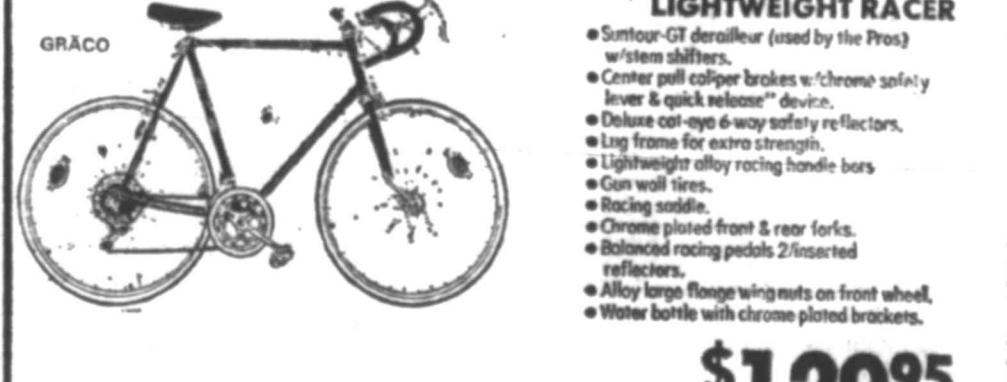 GRÄCO
LIGHTWEIGHT RACER
• Suntour-GT derailleur (used by the Pros)
w/stem shifters.
• Center pull caliper brakes w/chrome safety
lever & quick release" device.
• Deluxe cat-eye 6-way safety reflectors.
• Lug frame for extra strength.
• Lightweight alloy racing handle bars
• Gun wall tires.
• Racing saddle.
• Chrome plated front & rear forks.
• Balanced racing pedals 2/inserted
reflectors.
• Alloy large flange wing nuts on front wheel.
• Water bottle with chrome plated brackets.